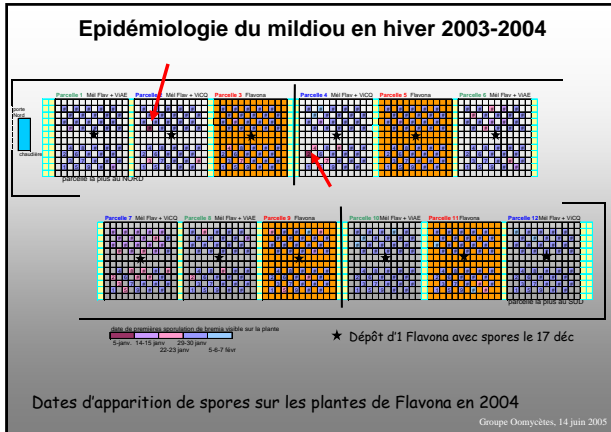 Epidémiologie du mildiou en hiver 2003-2004
Parcelle 1 Mél Flav + ViAE
Parcelle 2 Mél Flav + ViCQ
Parcelle 3 Flavona
Parcelle 4 Mél Flav + ViCQ
Parcelle 5 Flavona
Parcelle 6 Mél Flav + ViAE
porte
Nord
chaudière
parcelle la plus au NORD
Parcelle 7 Mél Flav + ViCQ
Parcelle 8 Mél Flav + ViAE
Parcelle 9 Flavona
Parcelle 10 Mél Flav + ViAE
Parcelle 11 Flavona
Parcelle 12 Mél Flav + ViCQ
parcelle la plus au SUD
date de premières sporulation de bremia visible sur la plante
5-janv. 14-15 janv 29-30 janv
22-23 janv 5-6-7 févr
★ Dépôt d'1 Flavona avec spores le 17 déc
Dates d'apparition de spores sur les plantes de Flavona en 2004
Groupe Oomycètes, 14 juin 2005